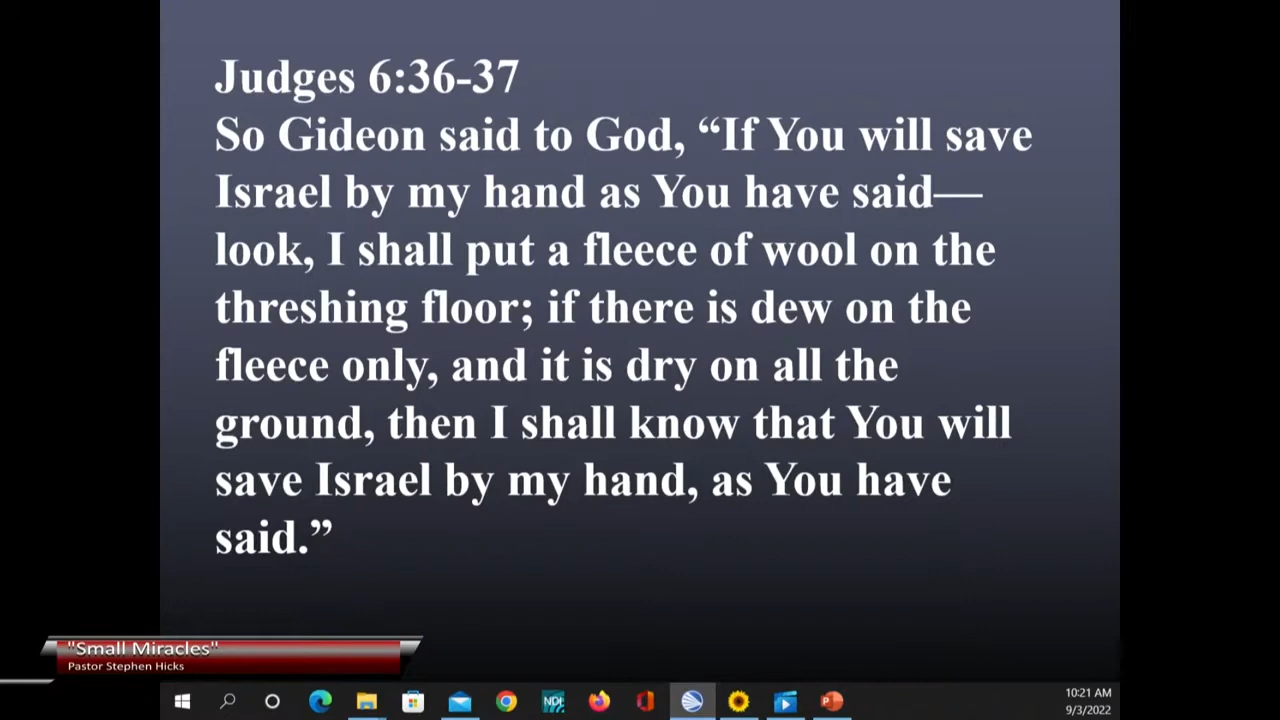 Judges 6:36-37
So Gideon said to God, “If You will save
Israel by my hand as You have said—
look, I shall put a fleece of wool on the
threshing floor; if there is dew on the
fleece only, and it is dry on all the
ground, then I shall know that You will
save Israel by my hand, as You have
said.”
"Small Miracles"
Pastor Stephen Hicks
NDI
P
10:21 AM
9/3/2022